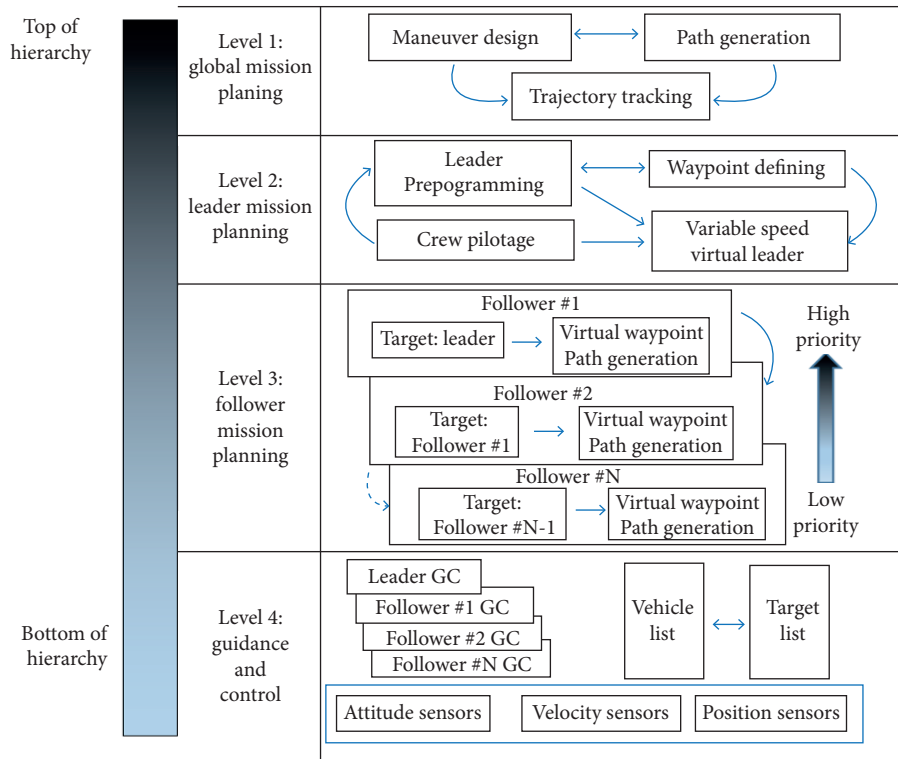 Top of
hierarchy
Bottom of
hierarchy
Level 1:
global mission
planing
Maneuver design
Path generation
Trajectory tracking
Level 2:
leader mission
planning
Leader
Prepogramming
Waypoint defining
Crew pilotage
Variable speed
virtual leader
Level 3:
follower
mission
planning
Follower #1
Target: leader
Virtual waypoint
Path generation
Follower #2
Target:
Follower #1
Virtual waypoint
Path generation
Follower #N
Target:
Follower #N-1
Virtual waypoint
Path generation
High
priority
Low
priority
Level 4:
guidance
and
control
Leader GC
Follower #1 GC
Follower #2 GC
Follower #N GC
Vehicle
list
Target
list
Attitude sensors
Velocity sensors
Position sensors